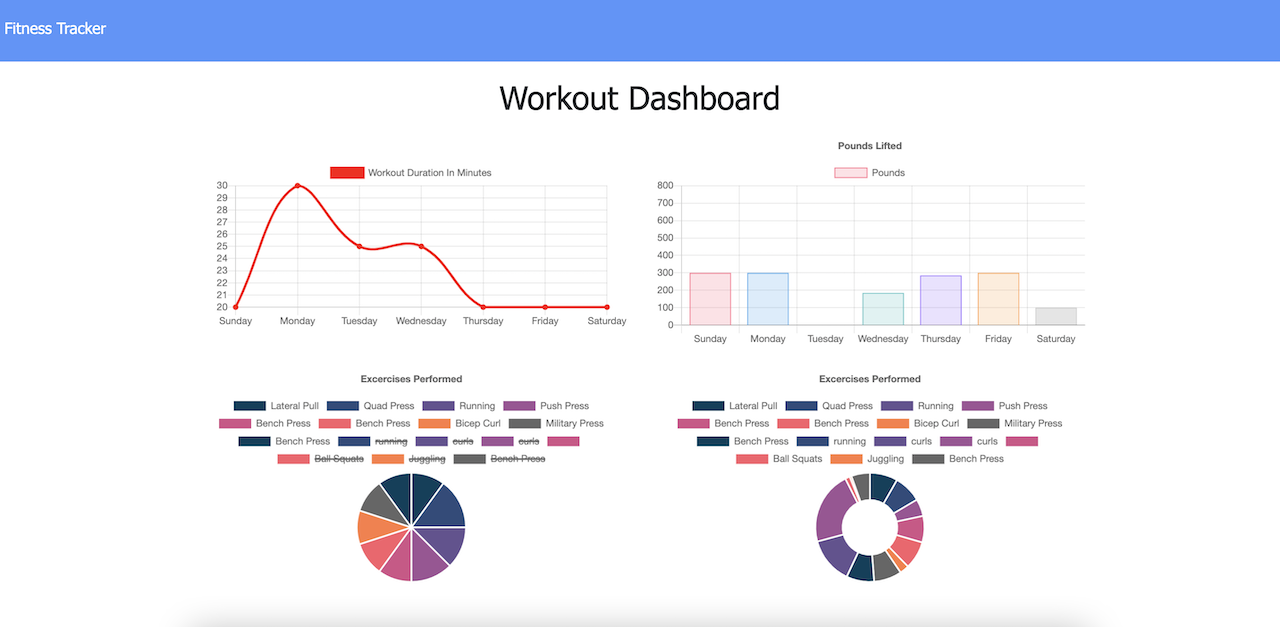 Fitness Tracker
Workout Dashboard
Workout Duration In Minutes
30
29
28
27
26
25
24
23
22
21
20
Sunday Monday Tuesday Wednesday Thursday Friday Saturday
Pounds Lifted
Pounds
800
700
600
500
400
300
200
100
0
Sunday Monday Tuesday Wednesday Thursday Friday Saturday
Excercises Performed
Lateral Pull Quad Press Running Push Press
Bench Press Bench Press Bicep Curl Military Press
Bench Press running curls curls
Ball Squats Juggling Bench Press
Excercises Performed
Lateral Pull Quad Press Running Push Press
Bench Press Bench Press Bicep Curl Military Press
Bench Press running curls curls
Ball Squats Juggling Bench Press